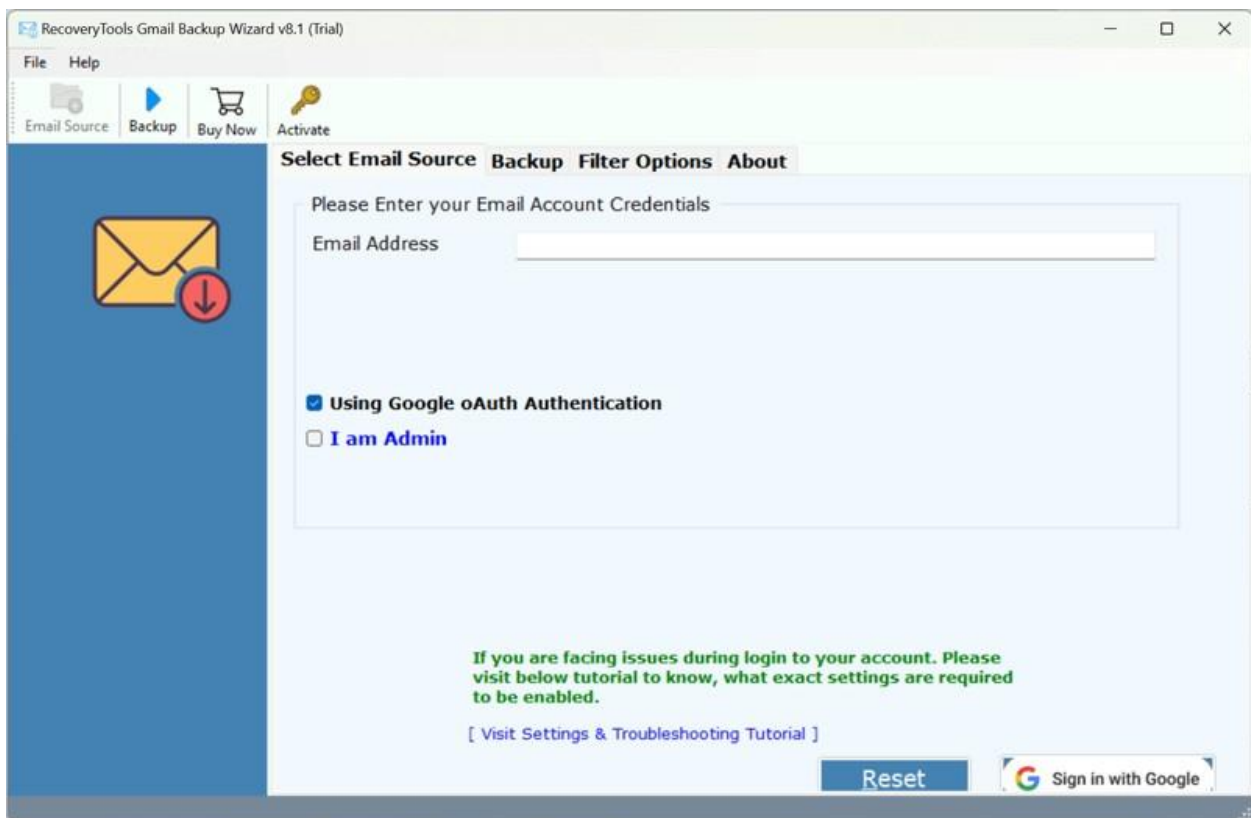 RecoveryTools Gmail Backup Wizard v8.1 (Trial)
File Help
Email Source Backup Buy Now Activate
Select Email Source Backup Filter Options About
Please Enter your Email Account Credentials
Email Address
Using Google oAuth Authentication
I am Admin
If you are facing issues during login to your account. Please
visit below tutorial to know, what exact settings are required
to be enabled.
[ Visit Settings & Troubleshooting Tutorial ]
Reset Sign in with Google